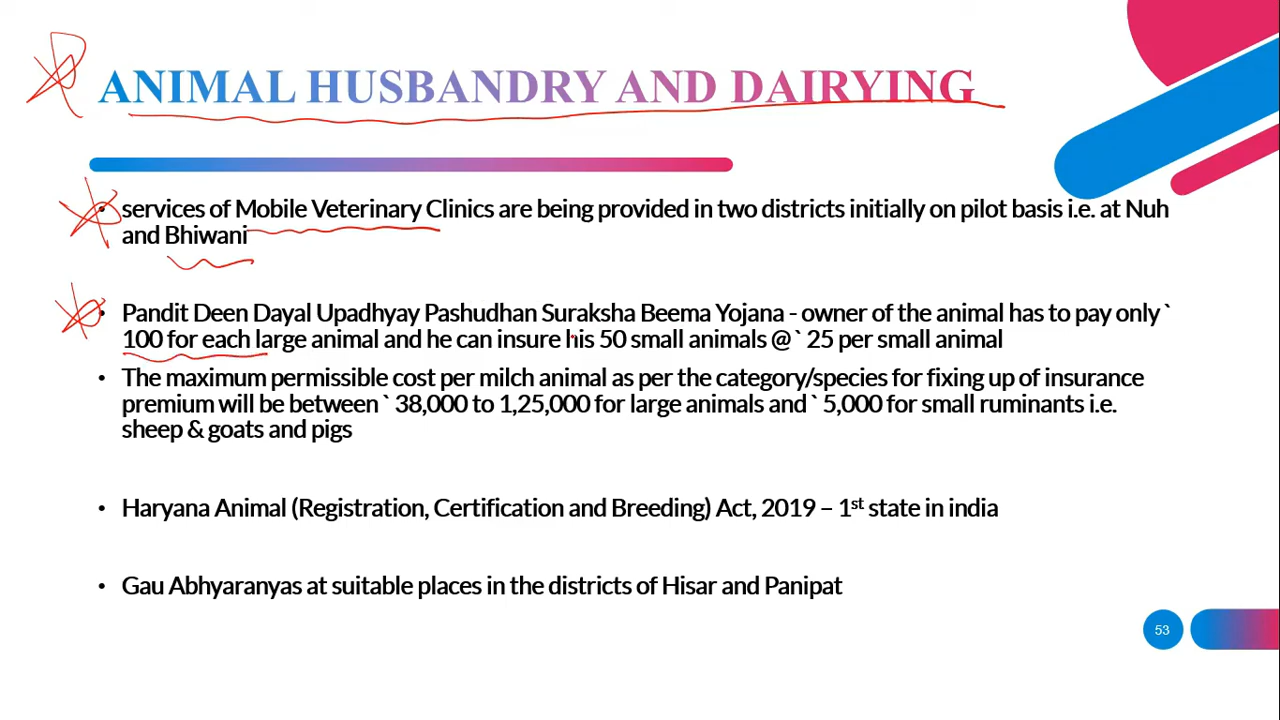 ANIMAL HUSBANDRY AND DAIRYING
• services of Mobile Veterinary Clinics are being provided in two districts initially on pilot basis i.e. at Nuh
and Bhiwani
• Pandit Deen Dayal Upadhyay Pashudhan Suraksha Beema Yojana - owner of the animal has to pay only `
100 for each large animal and he can insure his 50 small animals @ ` 25 per small animal
• The maximum permissible cost per milch animal as per the category/species for fixing up of insurance
premium will be between ` 38,000 to 1,25,000 for large animals and ` 5,000 for small ruminants i.e.
sheep & goats and pigs
• Haryana Animal (Registration, Certification and Breeding) Act, 2019 – 1st state in india
• Gau Abhyaranyas at suitable places in the districts of Hisar and Panipat
53